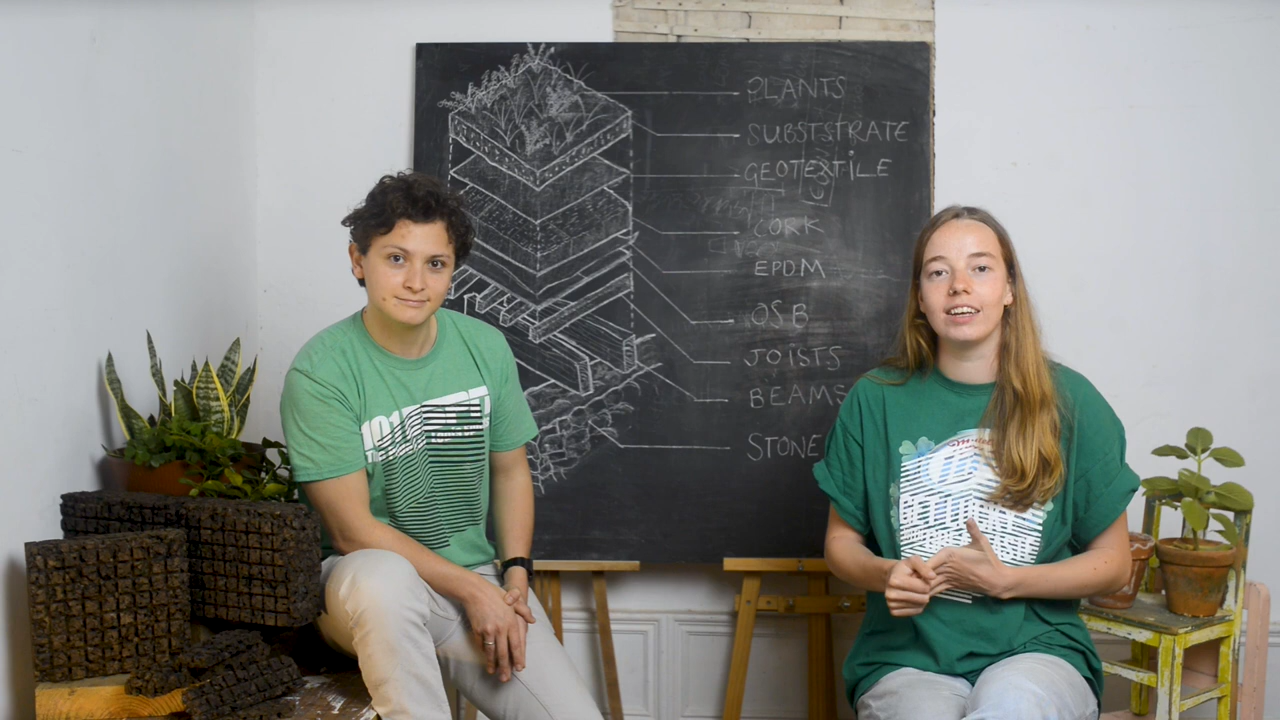 PLANTS
SUBSTSTRATE
GEOTEXTILE
CORK
EPDM
OSB
JOISTS
BEAMS
STONE